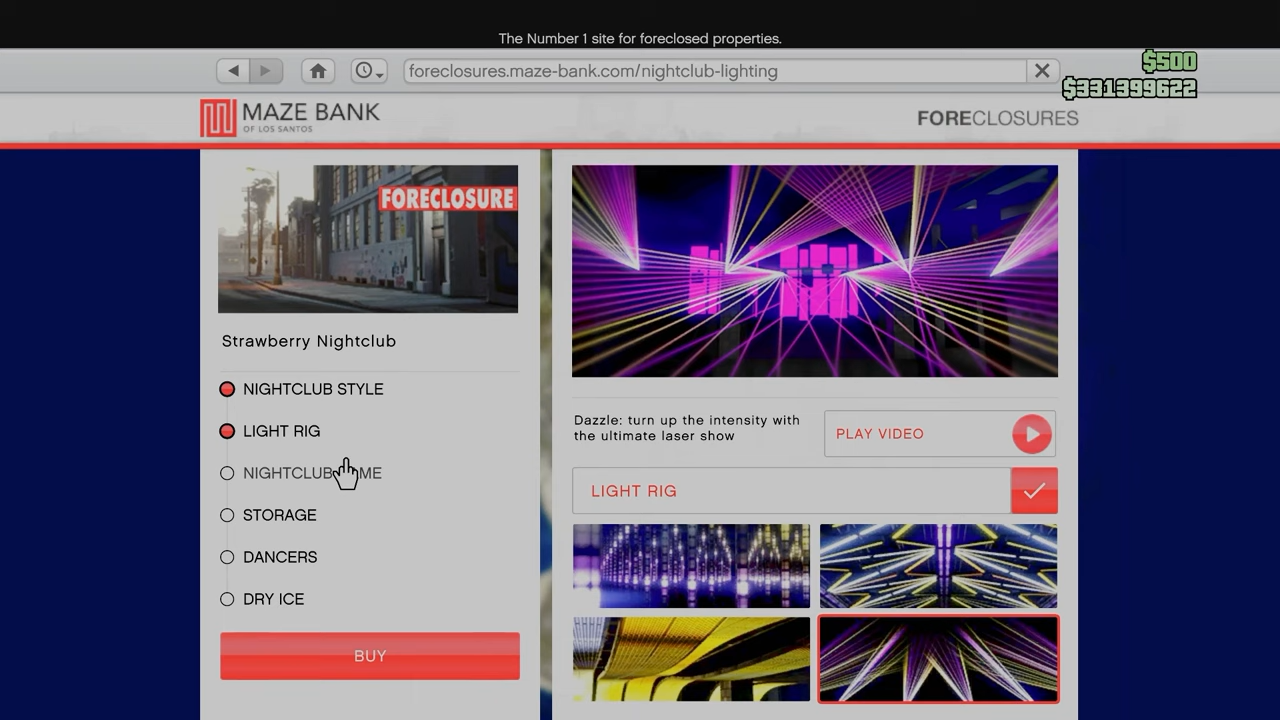 The Number 1 site for foreclosed properties.
foreclosures.maze-bank.com/nightclub-lighting
$500
$331399622
MAZE BANK
OF LOS SANTOS
FORECLOSURES
FORECLOSURE
Strawberry Nightclub
NIGHTCLUB STYLE
LIGHT RIG
NIGHTCLUB ME
STORAGE
DANCERS
DRY ICE
BUY
Dazzle: turn up the intensity with
the ultimate laser show
PLAY VIDEO
LIGHT RIG